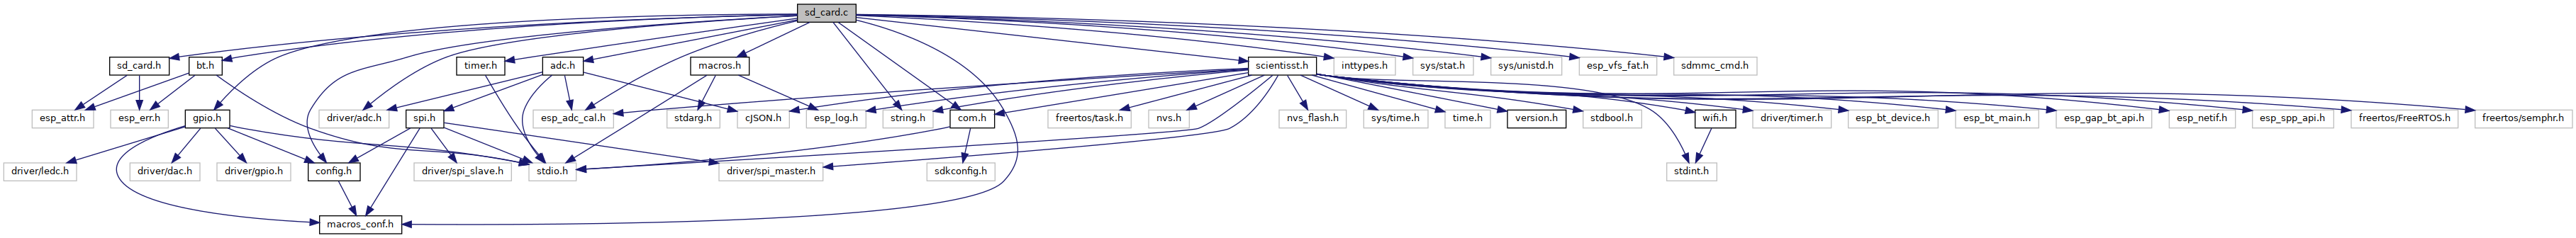 sd_card.c
sd_card.h
bt.h
timer.h
adc.h
macros.h
scientisst.h
inttypes.h
sys/stat.h
sys/unistd.h
esp_vfs_fat.h
sdmmc_cmd.h
esp_attr.h
esp_err.h
gpio.h
driver/adc.h
spi.h
esp_adc_cal.h
stdarg.h
cJSON.h
esp_log.h
string.h
com.h
freertos/task.h
nvs.h
nvs_flash.h
sys/time.h
time.h
version.h
stdbool.h
wifi.h
driver/timer.h
esp_bt_device.h
esp_bt_main.h
esp_gap_bt_api.h
esp_netif.h
esp_spp_api.h
freertos/FreeRTOS.h
freertos/semphr.h
driver/ledc.h
driver/dac.h
driver/gpio.h
config.h
driver/spi_slave.h
stdio.h
driver/spi_master.h
sdkconfig.h
stdint.h
macros_conf.h